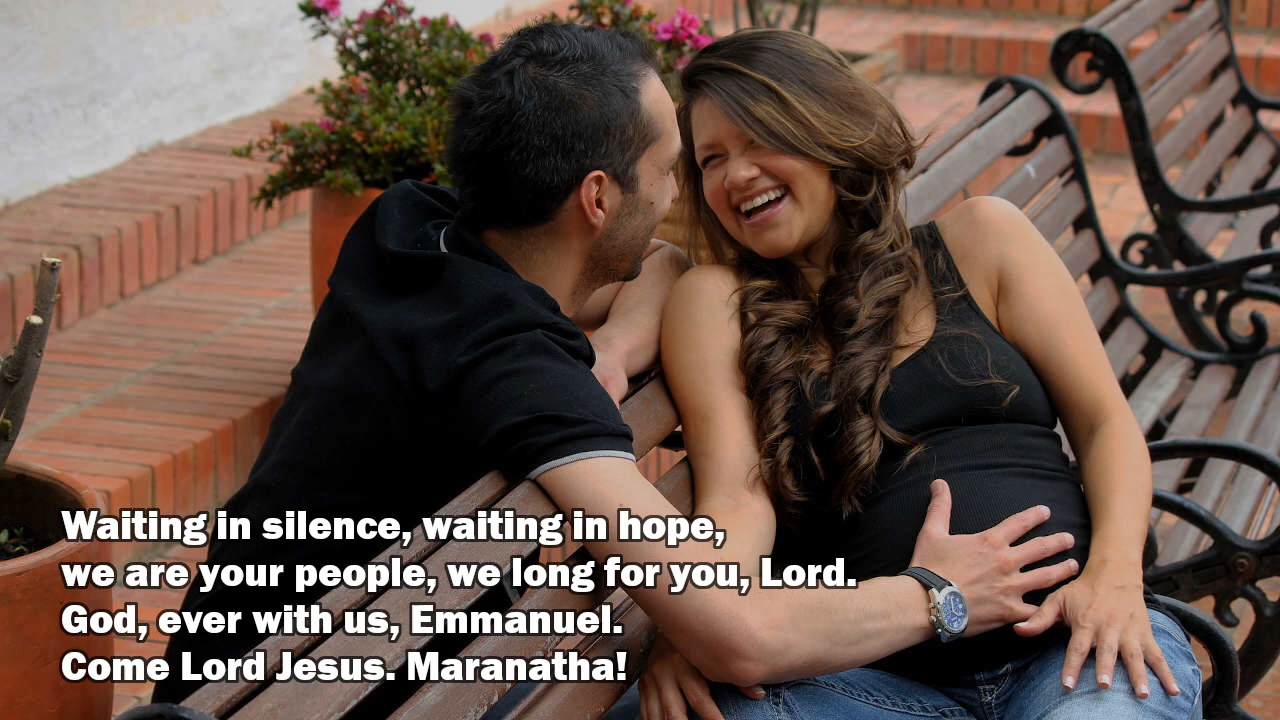 Waiting in silence, waiting in hope,
we are your people, we long for you, Lord.
God, ever with us, Emmanuel.
Come Lord Jesus. Maranatha!